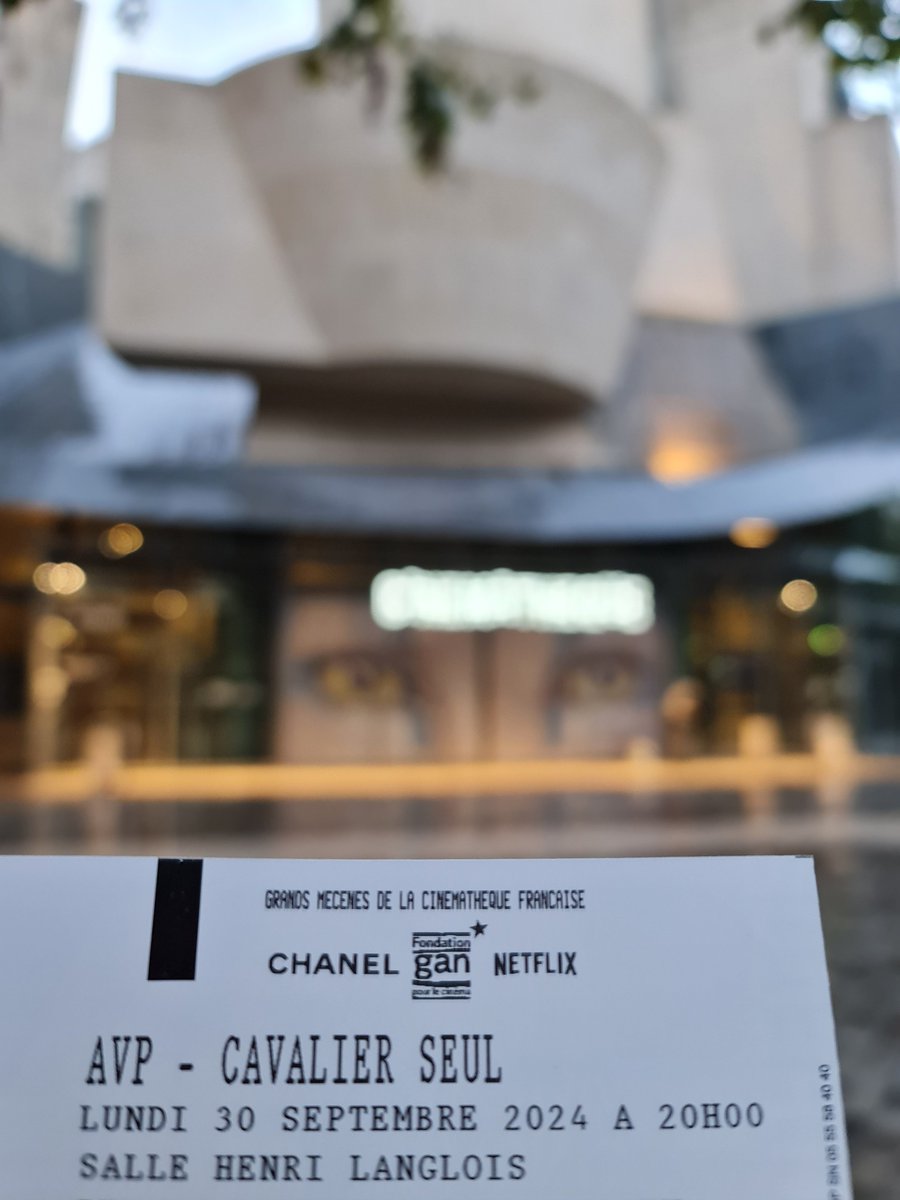 GRANDS MECENES DE LA CINEMATHEQUE FRANCAISE
CHANEL Fondation gan pour le cinéma NETFLIX
AVP - CAVALIER SEUL
LUNDI 30 SEPTEMBRE 2024 A 20H00
SALLE HENRI LANGLOIS